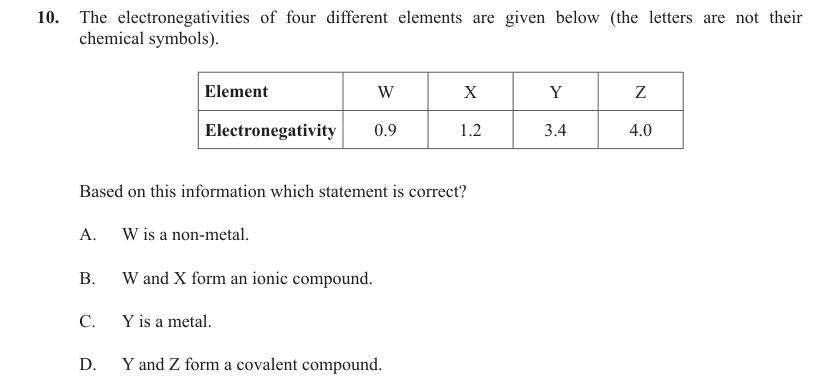 10. The electronegativities of four different elements are given below (the letters are not their
chemical symbols).
Element W X Y Z
Electronegativity 0.9 1.2 3.4 4.0
Based on this information which statement is correct?
A. W is a non-metal.
B. W and X form an ionic compound.
C. Y is a metal.
D. Y and Z form a covalent compound.